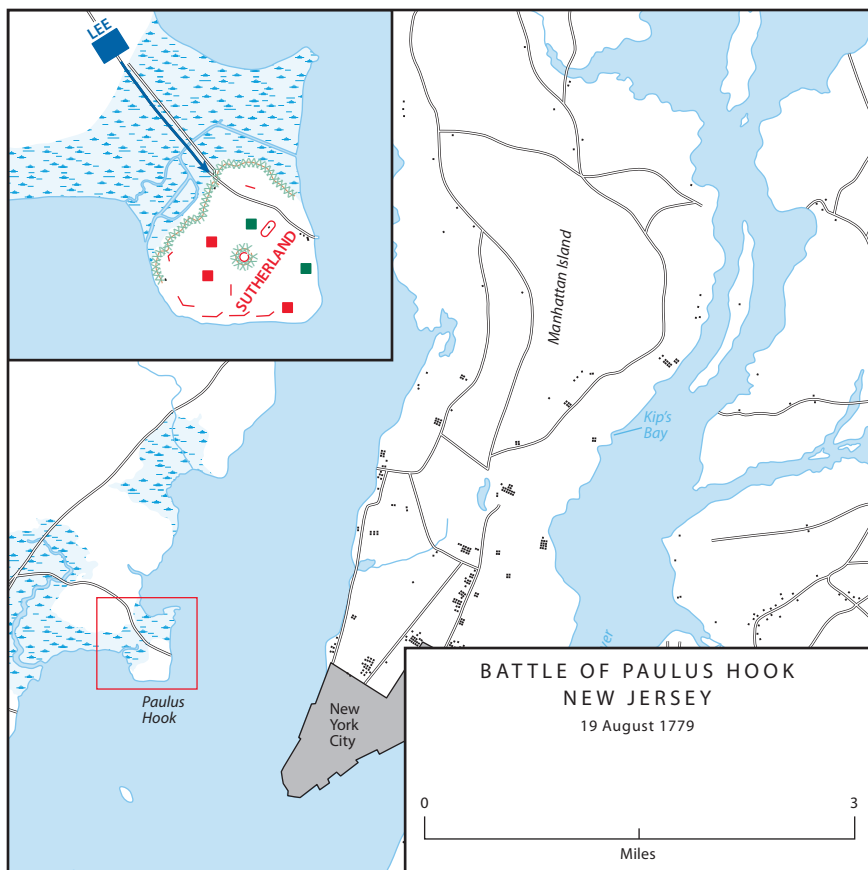 LEE
SUTHERLAND
Manhattan Island
Kip's
Bay
Paulus
Hook
New
York
City
BATTLE OF PAULUS HOOK
NEW JERSEY
19 August 1779
0
3
Miles